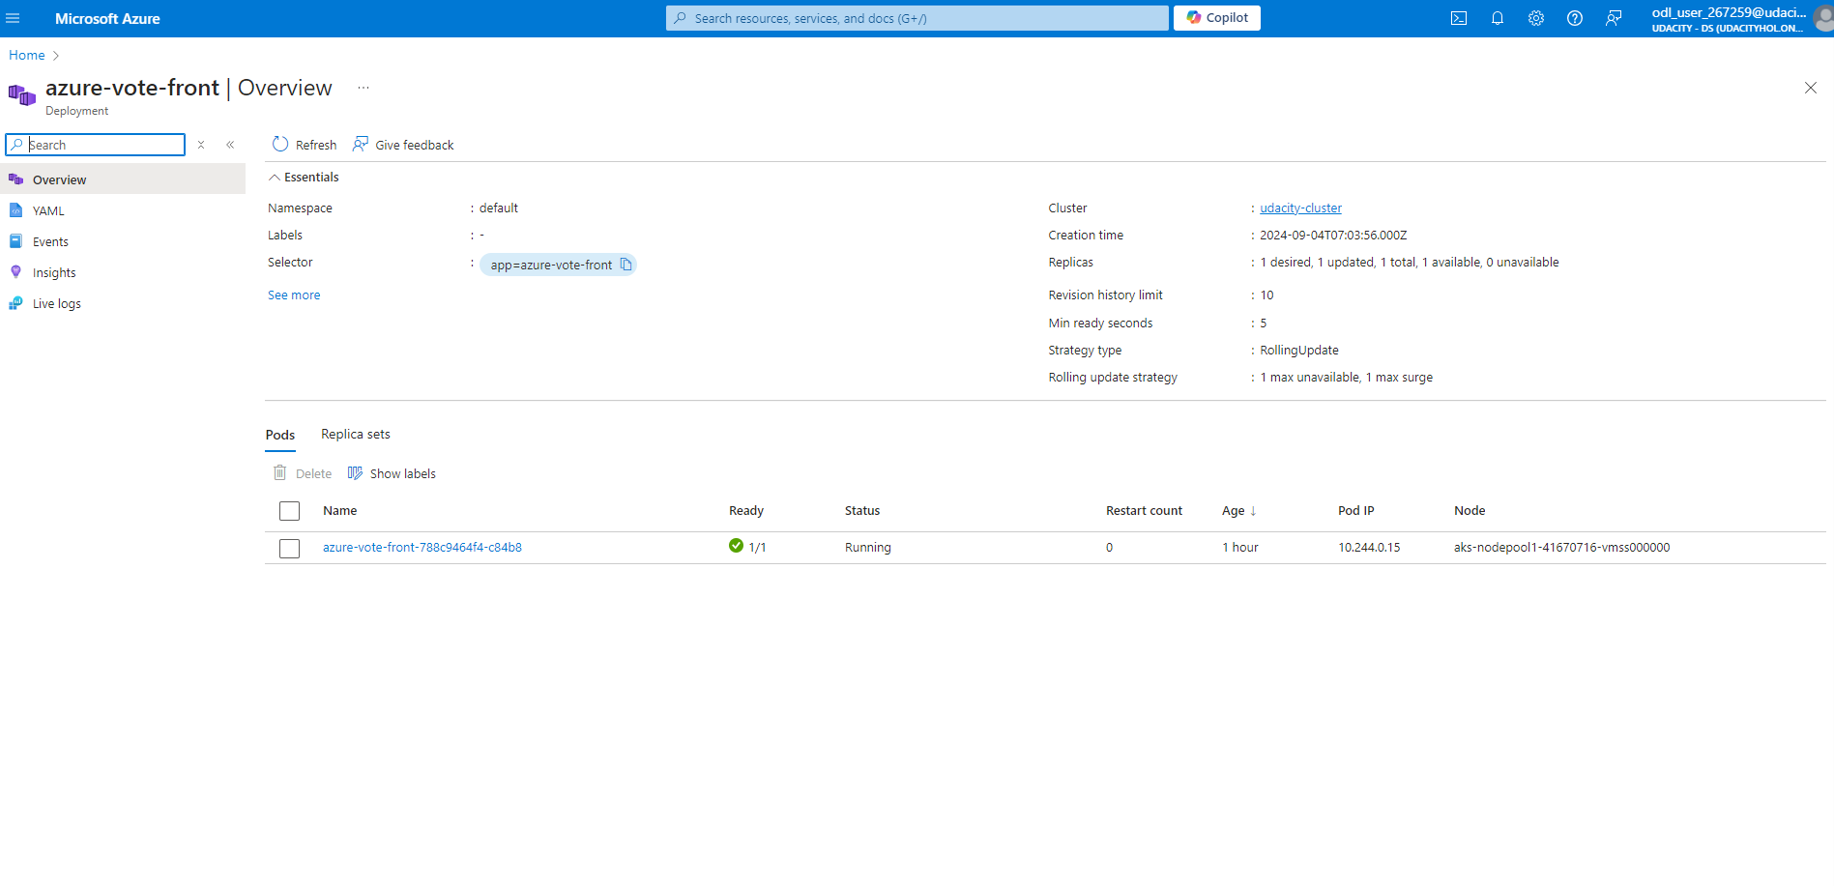 Microsoft Azure
Search resources, services, and docs (G+/)
Copilot
odl_user_267259@udaci...
UDACITY - DS (UDACITYHOL.ON...
Home >
azure-vote-front | Overview ...
Deployment
Search
Refresh
Give feedback
Overview
YAML
Events
Insights
Live logs
Essentials
Namespace : default
Labels : -
Selector : app=azure-vote-front
See more
Cluster : udacity-cluster
Creation time : 2024-09-04T07:03:56.000Z
Replicas : 1 desired, 1 updated, 1 total, 1 available, 0 unavailable
Revision history limit : 10
Min ready seconds : 5
Strategy type : RollingUpdate
Rolling update strategy : 1 max unavailable, 1 max surge
Pods Replica sets
Delete Show labels
Name Ready Status Restart count Age ↓ Pod IP Node
azure-vote-front-788c9464f4-c84b8 1/1 Running 0 1 hour 10.244.0.15 aks-nodepool1-41670716-vmss000000